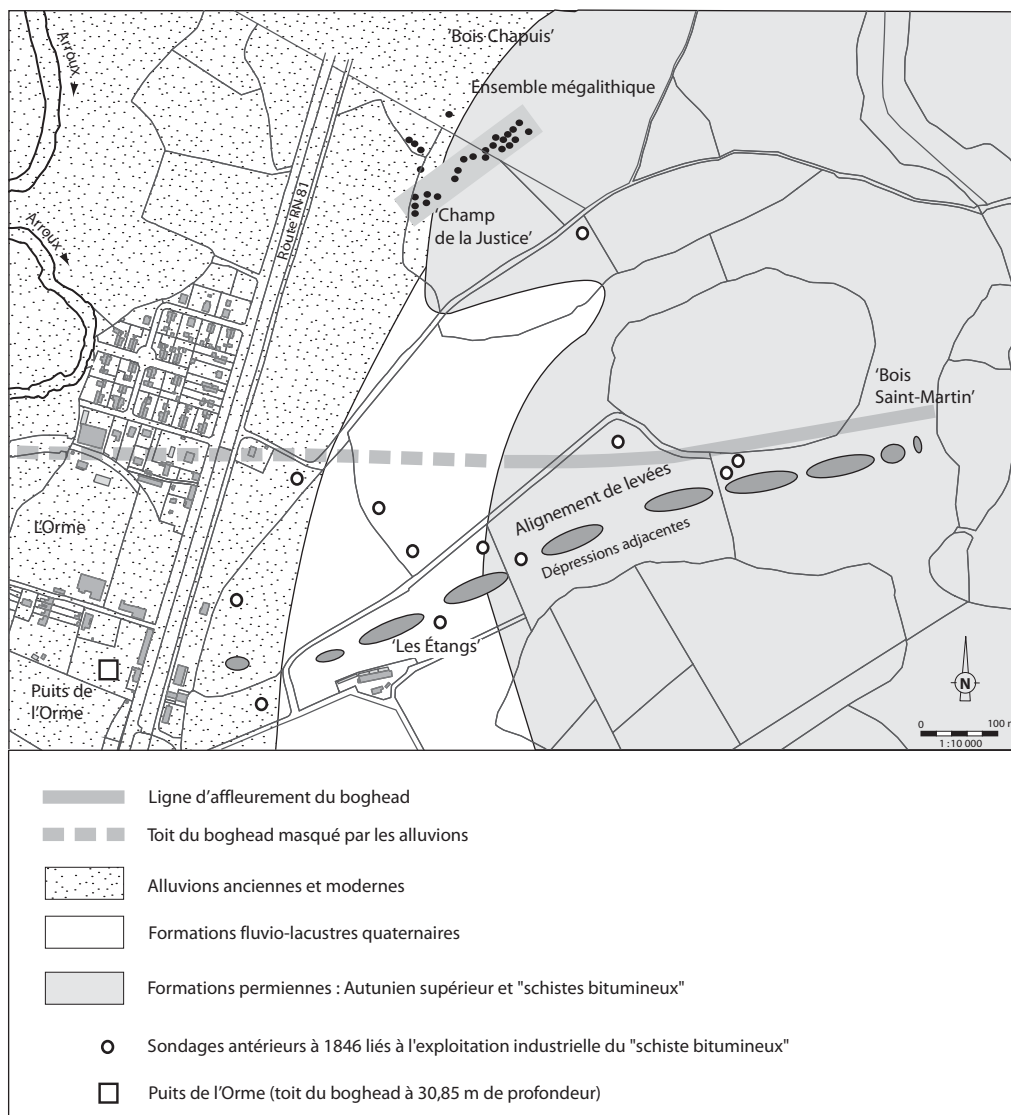 'Bois Chapuis'
Arroux
Ensemble mégalithique
Route RN 81
Arroux
'Champ
de la Justice'
'Bois
Saint-Martin'
Alignement de levées
L'Orme
Dépressions adjacentes
'Les Étangs'
Puits de
l'Orme
N
0 100 m
1 :10 000
Ligne d'affleurement du boghead
Toit du boghead masqué par les alluvions
Alluvions anciennes et modernes
Formations fluvio-lacustres quaternaires
Formations permiennes : Autunien supérieur et "schistes bitumineux"
Sondages antérieurs à 1846 liés à l'exploitation industrielle du "schiste bitumineux"
Puits de l'Orme (toit du boghead à 30,85 m de profondeur)